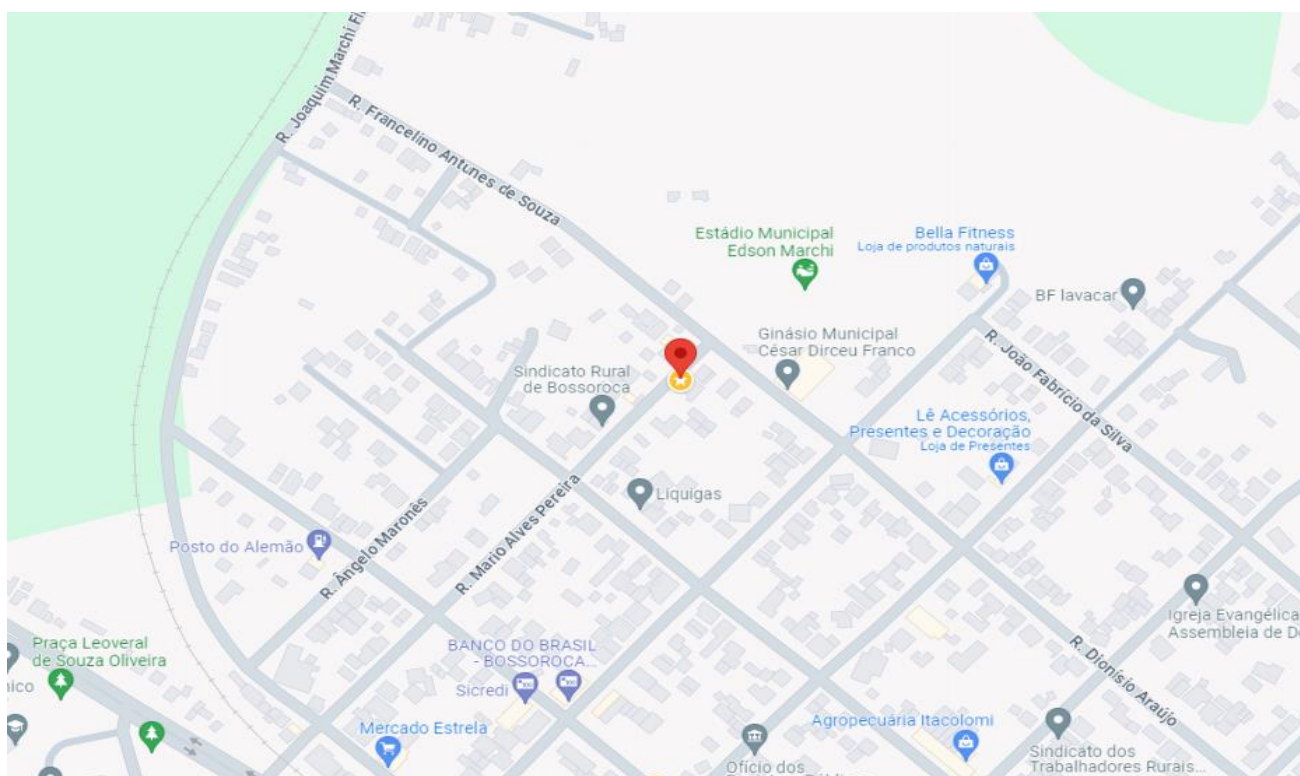 R. Joaquim Marchi
R. Francelino Antunes de Souza
Estádio Municipal
Edson Marchi
Bella Fitness
Loja de produtos naturais
BF lavacar
Ginásio Municipal
César Dirceu Franco
R. João Fabrício da Silva
Sindicato Rural
de Bossoroca
Lê Acessórios,
Presentes e Decoração
Loja de Presentes
Liquigas
R. Mario Alves Pereira
R. Ângelo Maronês
Posto do Alemão
Igreja Evangélica
Assembleia de
Praça Leoveral
de Souza Oliveira
BANCO DO BRASIL
- BOSSOROCA...
Sicredi
R. Dionísio Araújo
Mercado Estrela
Agropecuária Itacolomi
Ofício dos
Sindicato dos
Trabalhadores Rurais...